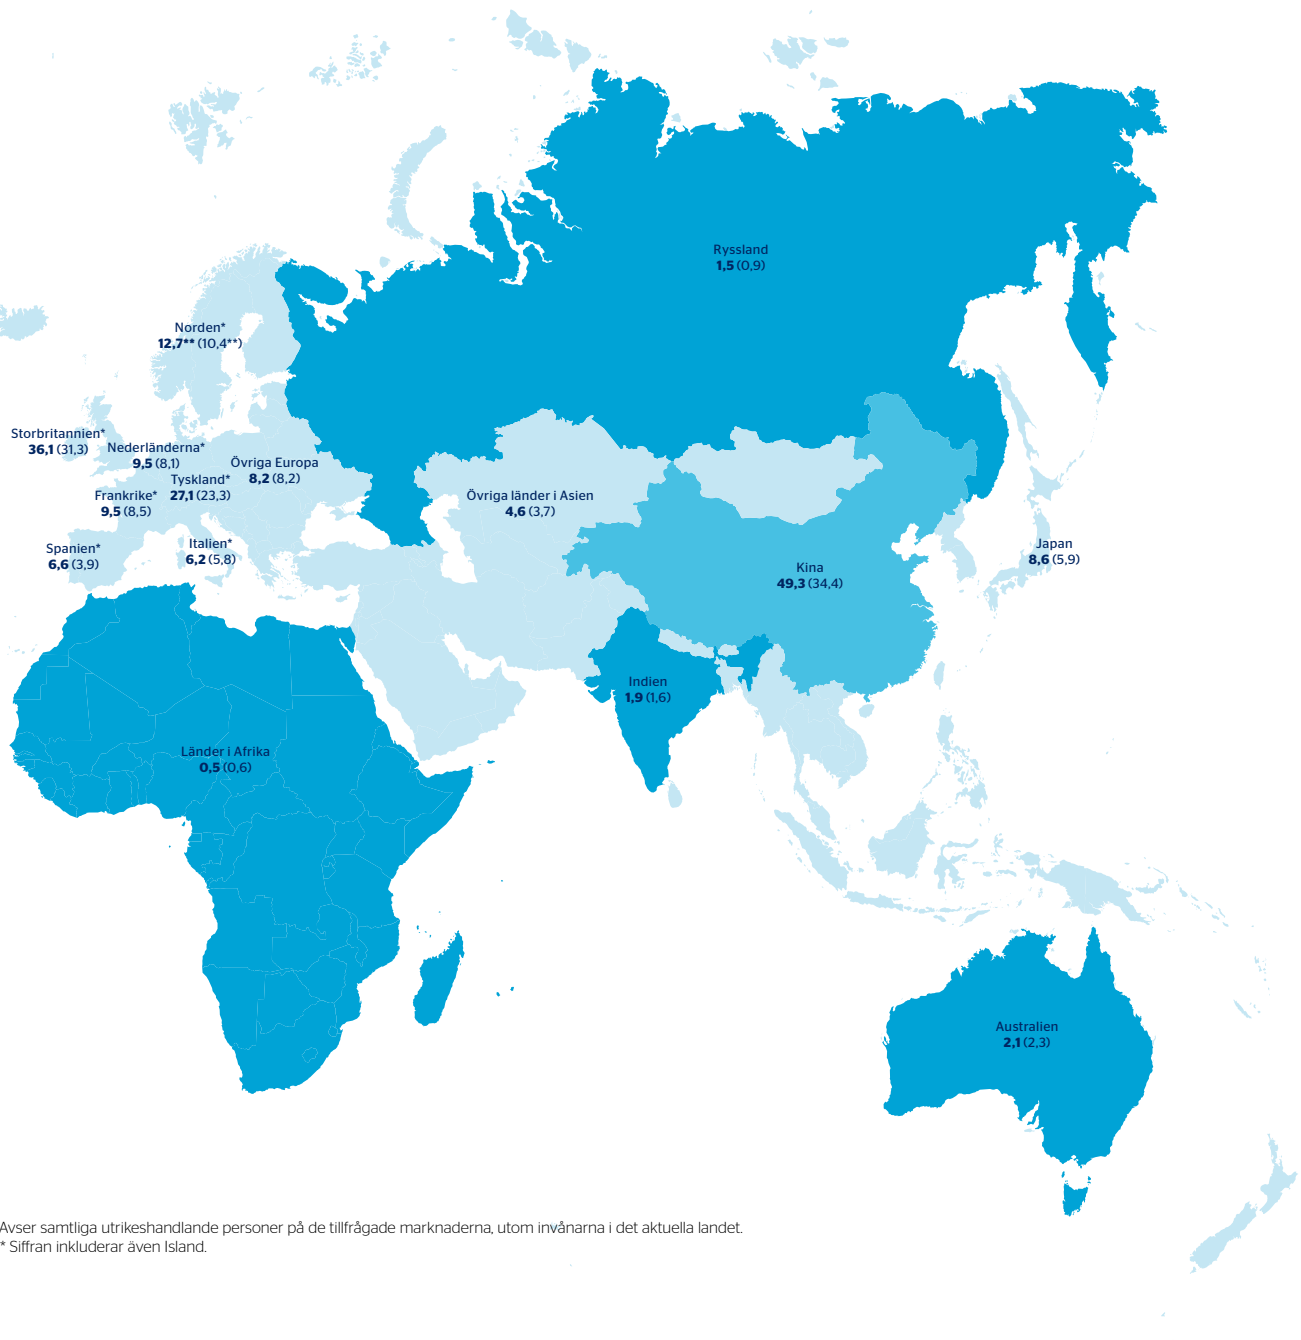 Ryssland
1,5 (0,9)
Norden*
12,7** (10,4**)
Storbritannien*
36,1 (31,3)
Nederländerna*
9,5 (8,1)
Övriga Europa
8,2 (8,2)
Tyskland*
27,1 (23,3)
Frankrike*
9,5 (8,5)
Övriga länder i Asien
4,6 (3,7)
Spanien*
6,6 (3,9)
Italien*
6,2 (5,8)
Japan
8,6 (5,9)
Kina
49,3 (34,4)
Indien
1,9 (1,6)
Länder i Afrika
0,5 (0,6)
Australien
2,1 (2,3)
Avser samtliga utrikeshandlande personer på de tillfrågade marknaderna, utom invånarna i det aktuella landet.
* Siffran inkluderar även Island.